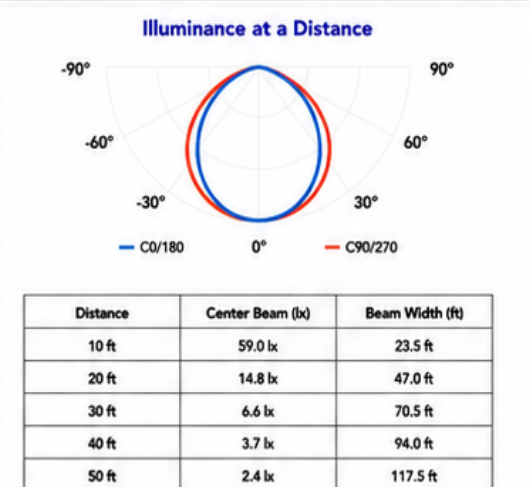 Illuminance at a Distance
-90° 90°
-60° 60°
-30° 30°
C0/180 0° C90/270
Distance Center Beam (lx) Beam Width (ft)
10 ft 59.0 lx 23.5 ft
20 ft 14.8 lx 47.0 ft
30 ft 6.6 lx 70.5 ft
40 ft 3.7 lx 94.0 ft
50 ft 2.4 lx 117.5 ft